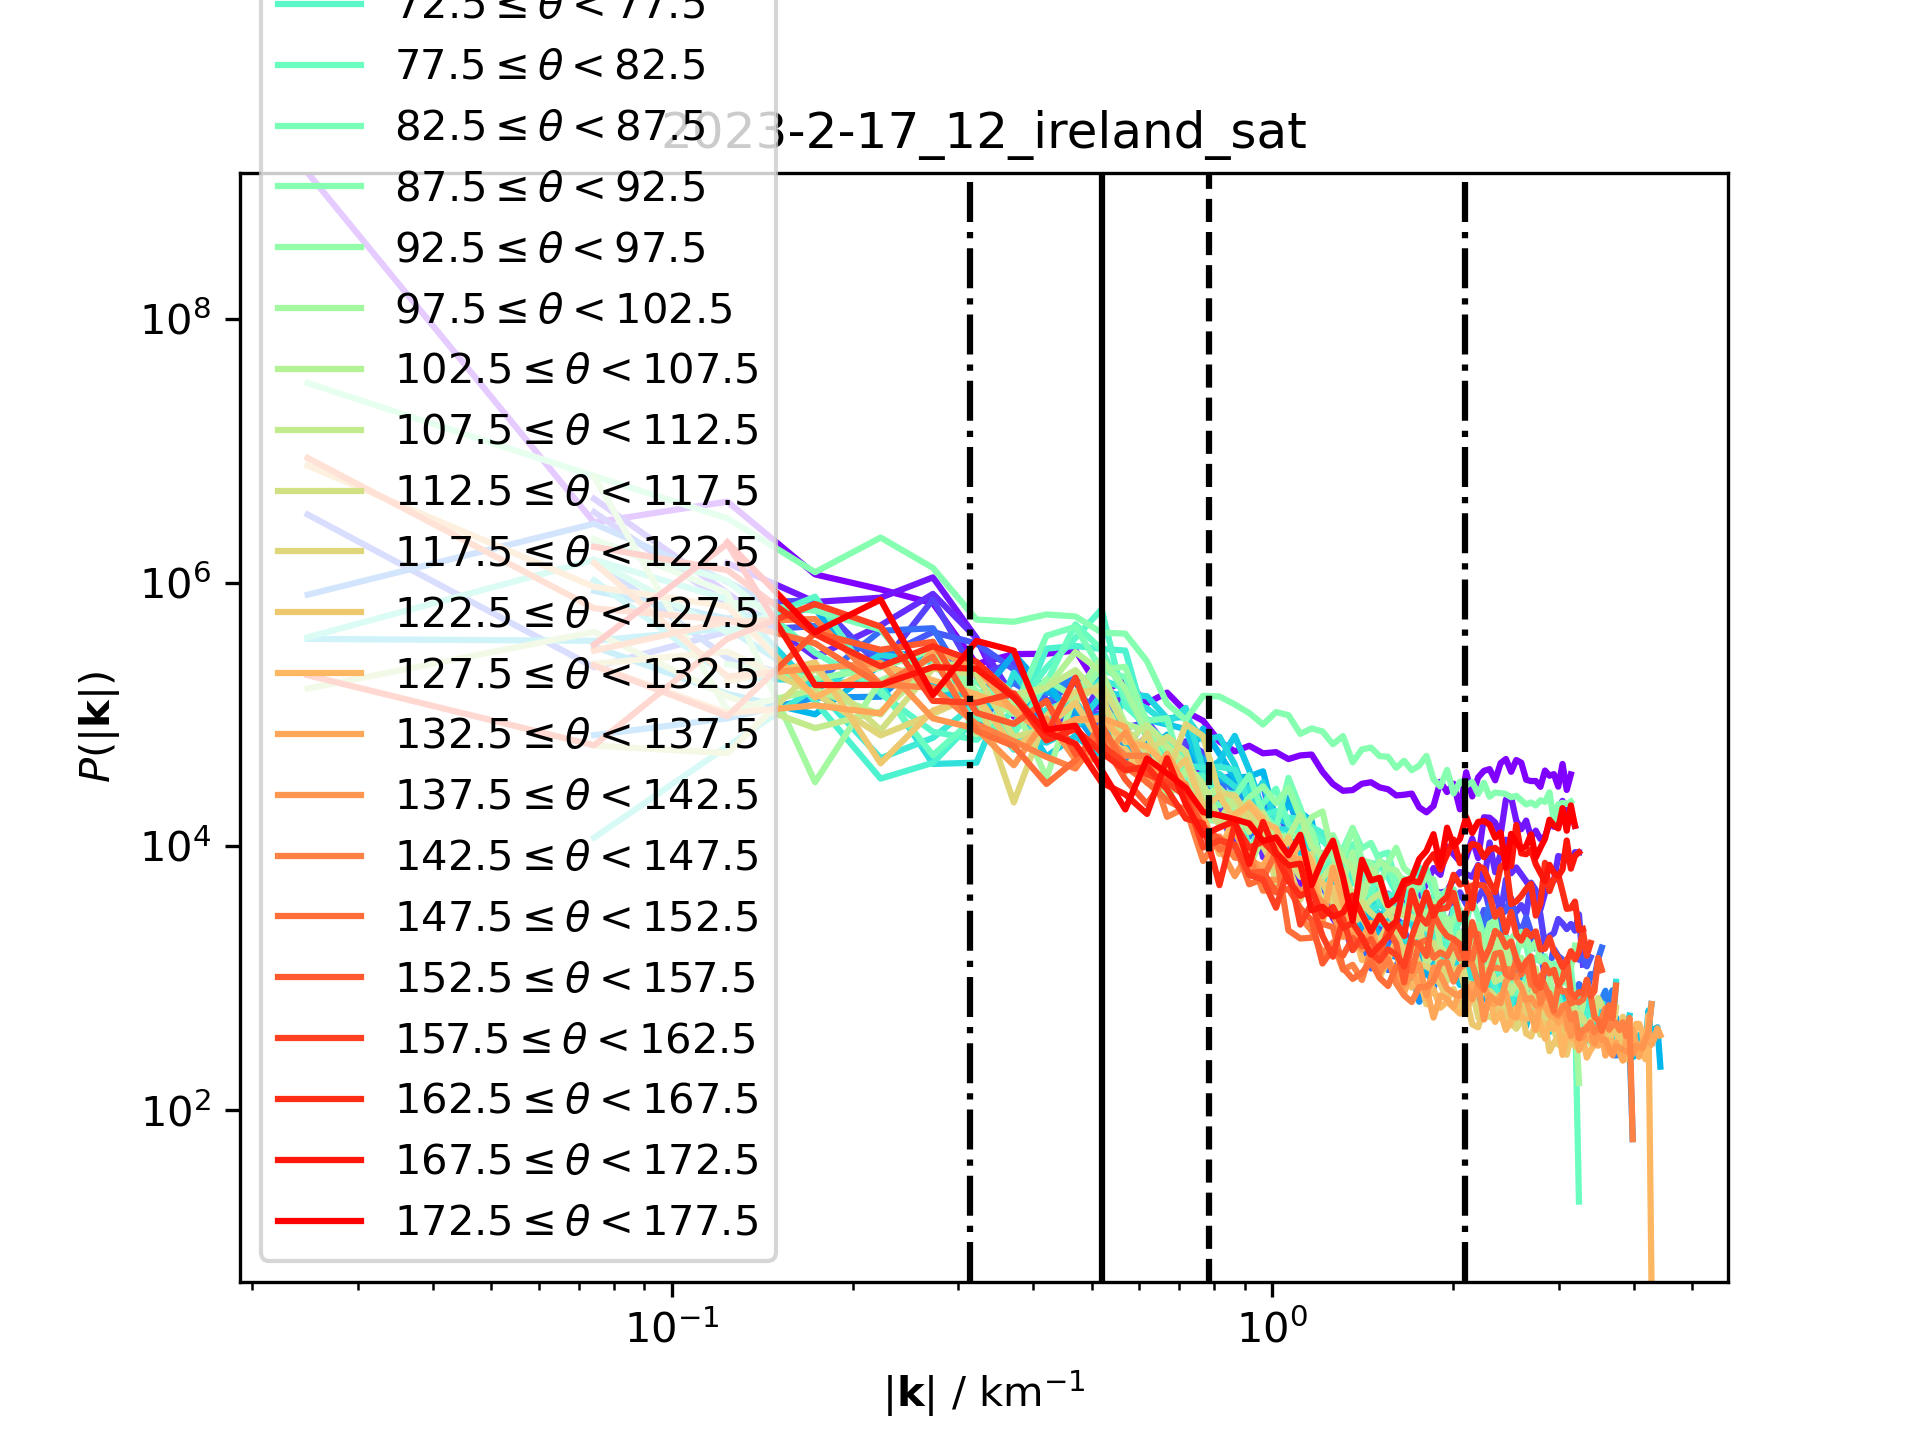 72.5 ≤ θ < 77.5
77.5 ≤ θ < 82.5
82.5 ≤ θ < 87.5
2023-2-17_12_ireland_sat
87.5 ≤ θ < 92.5
92.5 ≤ θ < 97.5
97.5 ≤ θ < 102.5
102.5 ≤ θ < 107.5
107.5 ≤ θ < 112.5
112.5 ≤ θ < 117.5
117.5 ≤ θ < 122.5
122.5 ≤ θ < 127.5
127.5 ≤ θ < 132.5
132.5 ≤ θ < 137.5
137.5 ≤ θ < 142.5
142.5 ≤ θ < 147.5
147.5 ≤ θ < 152.5
152.5 ≤ θ < 157.5
157.5 ≤ θ < 162.5
162.5 ≤ θ < 167.5
167.5 ≤ θ < 172.5
172.5 ≤ θ < 177.5
10⁸
10⁶
10⁴
10²
P(|k|)
10⁻¹
10⁰
|k| / km⁻¹